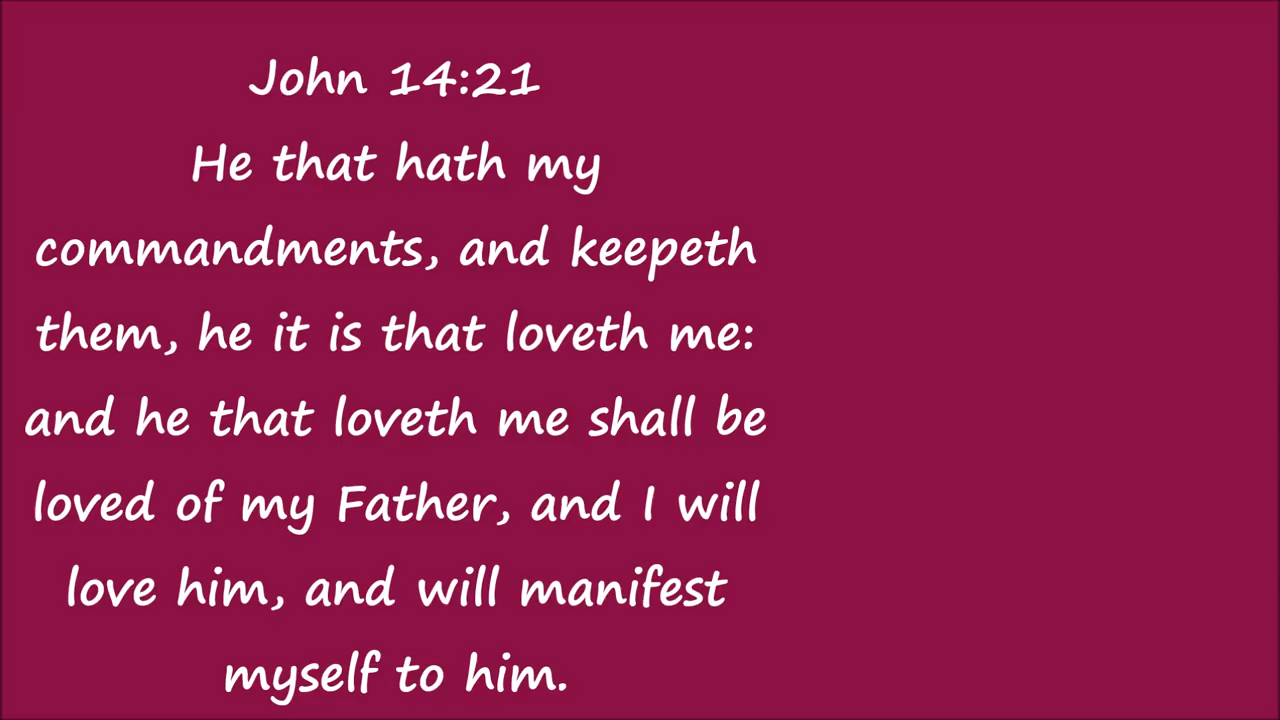 John 14:21
He that hath my
commandments, and keepeth
them, he it is that loveth me:
and he that loveth me shall be
loved of my Father, and I will
love him, and will manifest
myself to him.